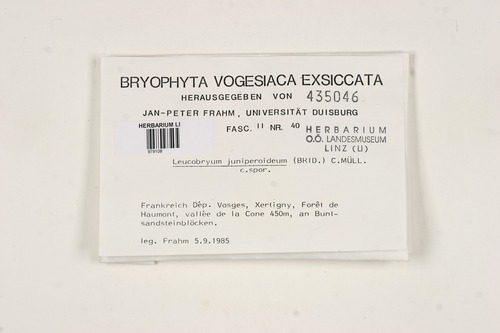 BRYOPHYTA VOGESIACA EXSICCATA
HERAUSGEGEBEN VON 435046
JAN-PETER FRAHM, UNIVERSITÄT DUISBURG
HERBARIUM LI
979108
FASC. II NR. 40
HERBARIUM
O.Ö. LANDESMUSEUM
LINZ (LI)
Leucobryum juniperoideum (BRID.) C.MÜLL.
c.spor.
Frankreich Dép. Vosges, Xertigny, Forêt de
Haumont, vallée de la Cone 450m, an Bunt-
sandsteinblöcken.
leg. Frahm 5.9.1985